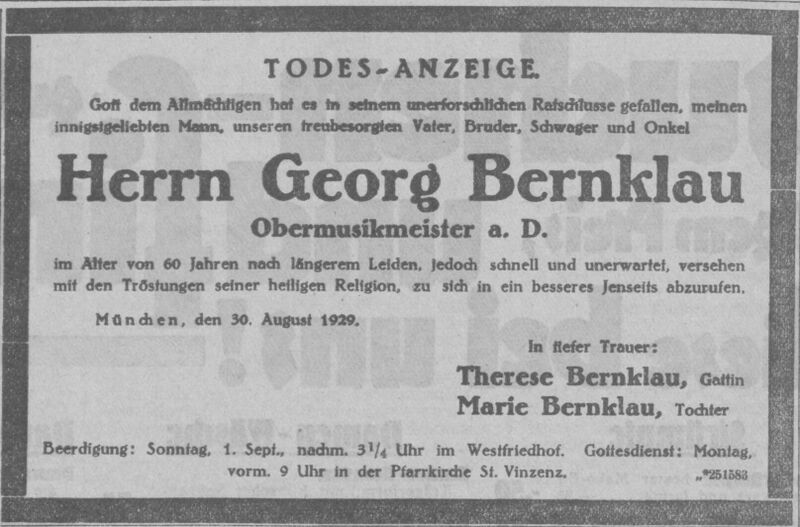 TODES-ANZEIGE.
Gott dem Allmächtigen hat es in seinem unerforschlichen Ratschlusse gefallen, meinen
innigstgeliebten Mann, unseren treubesorgten Vater, Bruder, Schwager und Onkel
Herrn Georg Bernklau
Obermusikmeister a. D.
im Alter von 60 Jahren nach längerem Leiden, jedoch schnell und unerwartet, versehen
mit den Tröstungen seiner heiligen Religion, zu sich in ein besseres Jenseits abzurufen.
München, den 30. August 1929.
In tiefer Trauer:
Therese Bernklau, Gattin
Marie Bernklau, Tochter
Beerdigung: Sonntag, 1. Sept., nachm. 3¼ Uhr im Westfriedhof. Gottesdienst: Montag,
vorm. 9 Uhr in der Pfarrkirche St. Vinzenz. „*251583